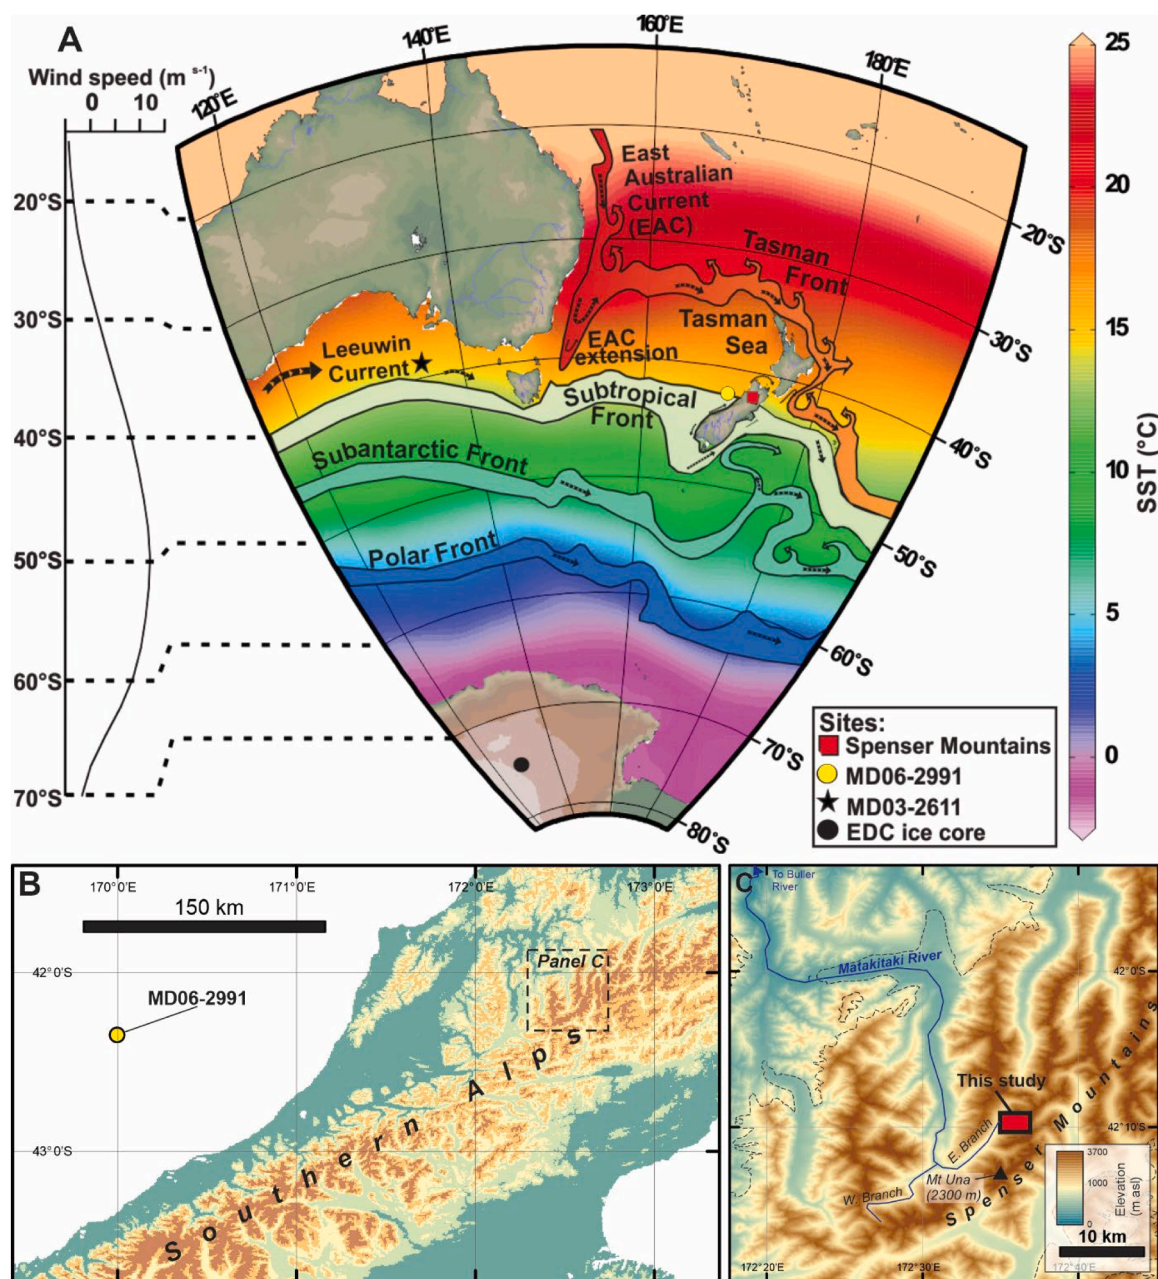 A
Wind speed (m s-1)
0 10
120°E
140°E
160°E
180°E
20°S
30°S
40°S
50°S
60°S
70°S
East
Australian
Current
(EAC)
Tasman
Front
Tasman
Sea
EAC
extension
Leeuwin
Current
Subtropical
Front
Subantarctic Front
Polar Front
20°S
30°S
40°S
50°S
60°S
70°S
80°S
25
20
15
10
5
0
SST (°C)
Sites:
Spenser Mountains
MD06-2991
MD03-2611
EDC ice core
B
170°0'E
171°0'E
172°0'E
173°0'E
150 km
42°0'S
43°0'S
MD06-2991
Panel C
Southern Alps
C
To Buller
River
Matakitaki River
42°0'S
This study
42°10'S
E. Branch
W. Branch
Mt Una
(2300 m)
Spenser Mountains
3700
1000
0
Elevation
(m asl)
10 km
172°20'E
172°30'E
172°40'E